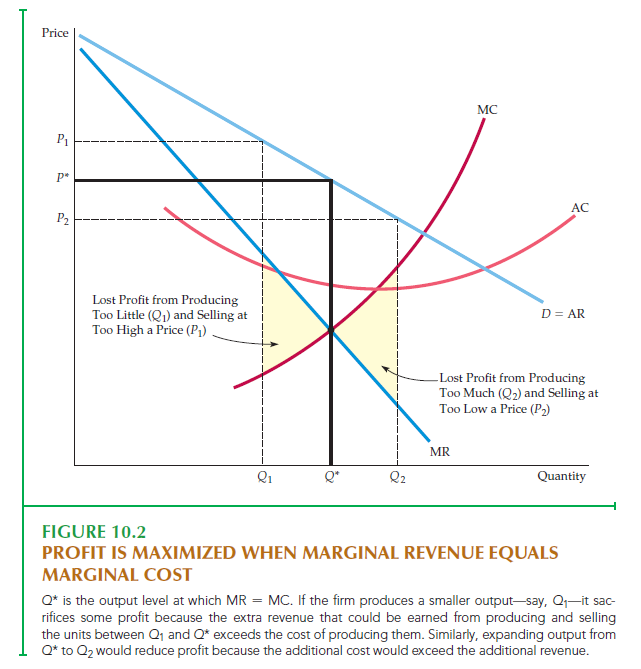 Price
MC
P1
P*
AC
P2
Lost Profit from Producing
Too Little (Q1) and Selling at
Too High a Price (P1)
D = AR
Lost Profit from Producing
Too Much (Q2) and Selling at
Too Low a Price (P2)
MR
Q1
Q*
Q2
Quantity
FIGURE 10.2
PROFIT IS MAXIMIZED WHEN MARGINAL REVENUE EQUALS
MARGINAL COST
Q* is the output level at which MR = MC. If the firm produces a smaller output—say, Q1—it sac-
rifices some profit because the extra revenue that could be earned from producing and selling
the units between Q1 and Q* exceeds the cost of producing them. Similarly, expanding output from
Q* to Q2 would reduce profit because the additional cost would exceed the additional revenue.